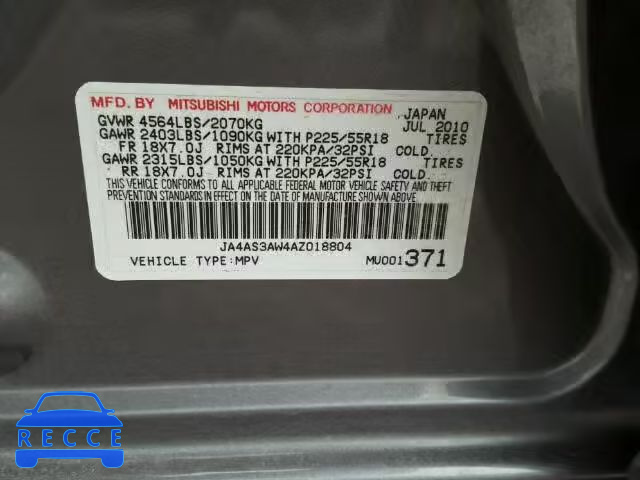 MFD. BY MITSUBISHI MOTORS CORPORATION JAPAN
GVWR 4564LBS/2070KG JUL 2010
GAWR 2403LBS/1090KG WITH P225/55R18 TIRES
FR 18X7.0J RIMS AT 220KPA/32PSI COLD
GAWR 2315LBS/1050KG WITH P225/55R18 TIRES
RR 18X7.0J RIMS AT 220KPA/32PSI COLD.
THIS VEHICLE CONFORMS TO ALL APPLICABLE FEDERAL MOTOR VEHICLE SAFETY AND THEFT
PREVENTION STANDARDS IN EFFECT ON THE DATE OF MANUFACTURE SHOWN ABOVE.
JA4AS3AW4AZ018804
VEHICLE TYPE:MPV MU001371
RECCE